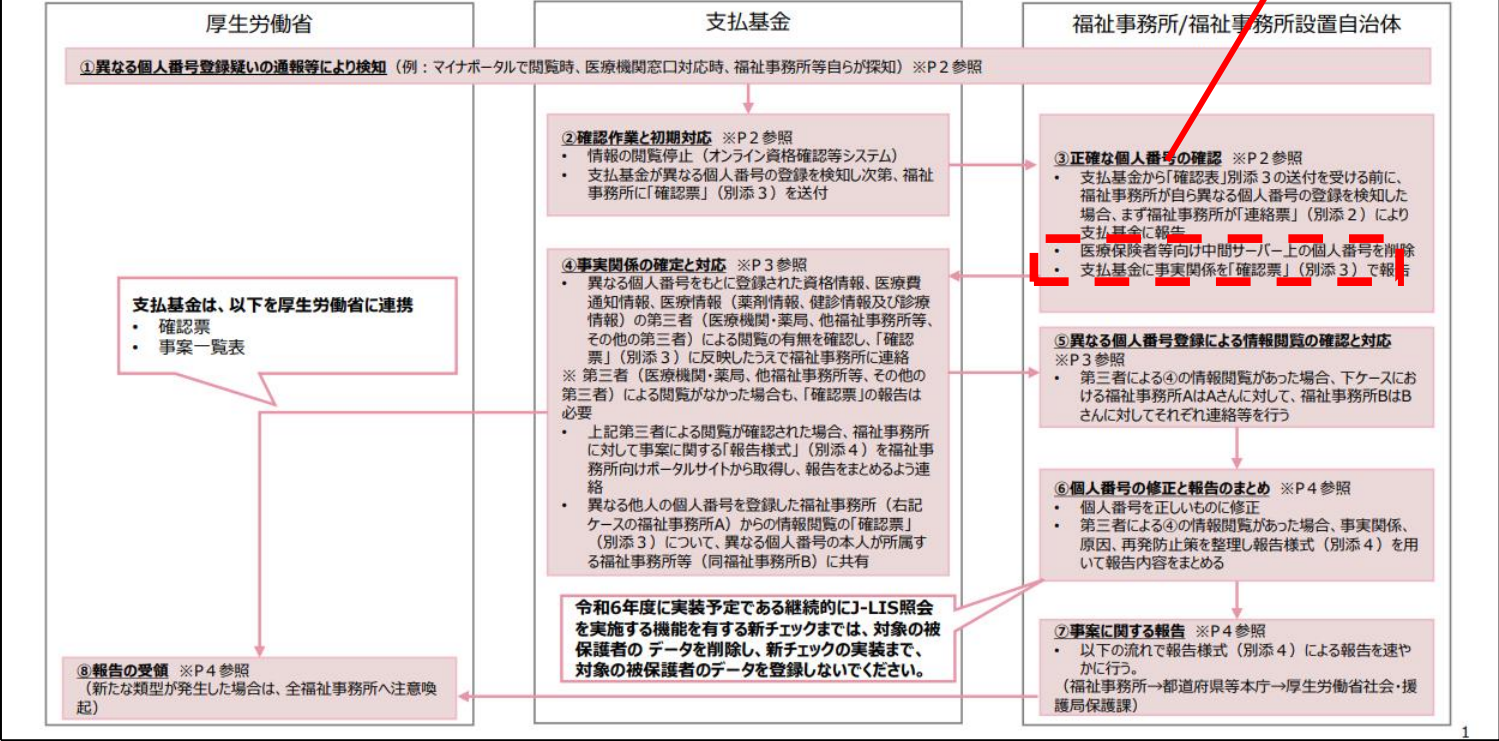 厚生労働省
支払基金
福祉事務所/福祉事務所設置自治体
①異なる個人番号登録疑いの通報等により検知（例：マイナポータルで閲覧時、医療機関窓口対応時、福祉事務所等自らが探知）※P２参照
②確認作業と初期対応 ※P２参照
• 情報の閲覧停止（オンライン資格確認等システム）
• 支払基金が異なる個人番号の登録を検知し次第、福祉
事務所に「確認票」（別添３）を送付
③正確な個人番号の確認 ※P２参照
• 支払基金から「確認表」別添３の送付を受ける前に、
福祉事務所が自ら異なる個人番号の登録を検知した
場合、まず福祉事務所が「連絡票」（別添２）により
支払基金に報告
• 医療保険者等向け中間サーバー上の個人番号を削除
• 支払基金に事実関係を「確認票」（別添３）で報告
④事実関係の確定と対応 ※P３参照
• 異なる個人番号をもとに登録された資格情報、医療費
通知情報、医療情報（薬剤情報、健診情報及び診療
情報）の第三者（医療機関・薬局、他福祉事務所等、
その他の第三者）による閲覧の有無を確認し、「確認
票」（別添３）に反映したうえで福祉事務所に連絡
※ 第三者（医療機関・薬局、他福祉事務所等、その他の
第三者）による閲覧がなかった場合も、「確認票」の報告は
必要
• 上記第三者による閲覧が確認された場合、福祉事務所
に対して事案に関する「報告様式」（別添４）を福祉事
務所向けポータルサイトから取得し、報告をまとめるよう連
絡
• 異なる他人の個人番号を登録した福祉事務所（右記
ケースの福祉事務所A）からの情報閲覧の「確認票」
（別添３）について、異なる個人番号の本人が所属す
る福祉事務所等（同福祉事務所B）に共有
支払基金は、以下を厚生労働省に連携
• 確認票
• 事案一覧表
⑤異なる個人番号登録による情報閲覧の確認と対応
※P３参照
• 第三者による④の情報閲覧があった場合、下ケースにお
ける福祉事務所AはAさんに対して、福祉事務所BはB
さんに対してそれぞれ連絡等を行う
⑥個人番号の修正と報告のまとめ ※P４参照
• 個人番号を正しいものに修正
• 第三者による④の情報閲覧があった場合、事実関係、
原因、再発防止策を整理し報告様式（別添４）を用
いて報告内容をまとめる
令和6年度に実装予定である継続的にJ-LIS照会
を実施する機能を有する新チェックまでは、対象の被
保護者の データを削除し、新チェックの実装まで、
対象の被保護者のデータを登録しないでください。
⑦事案に関する報告 ※P４参照
• 以下の流れで報告様式（別添４）による報告を速や
かに行う。
（福祉事務所→都道府県等本庁→厚生労働省社会・援
護局保護課）
⑧報告の受領 ※P４参照
（新たな類型が発生した場合は、全福祉事務所へ注意喚
起）
1